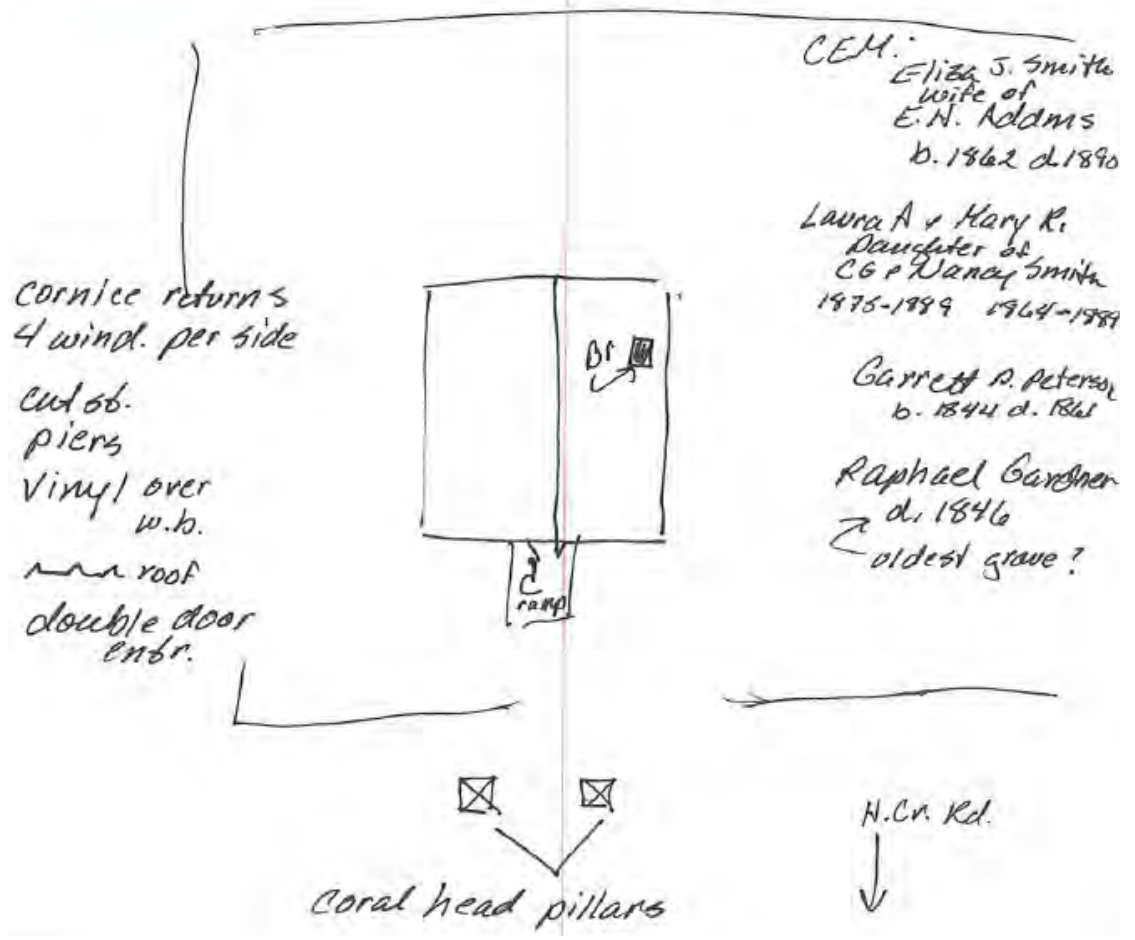 CEM:
Eliza J. Smith
wife of
E.N. Addms
b. 1862 d. 1890
Laura A & Mary R.
Daughter of
CG & Nancy Smith
1875-1889 1864-1889
Garrett D. Peterson
b. 1844 d. 1861
Raphael Gardner
d. 1846
oldest grave?
cornice returns
4 wind. per side
cut st.
piers
vinyl over
w.b.
roof
double door
entr.
Br
ramp
coral head pillars
N.Cr. Rd.